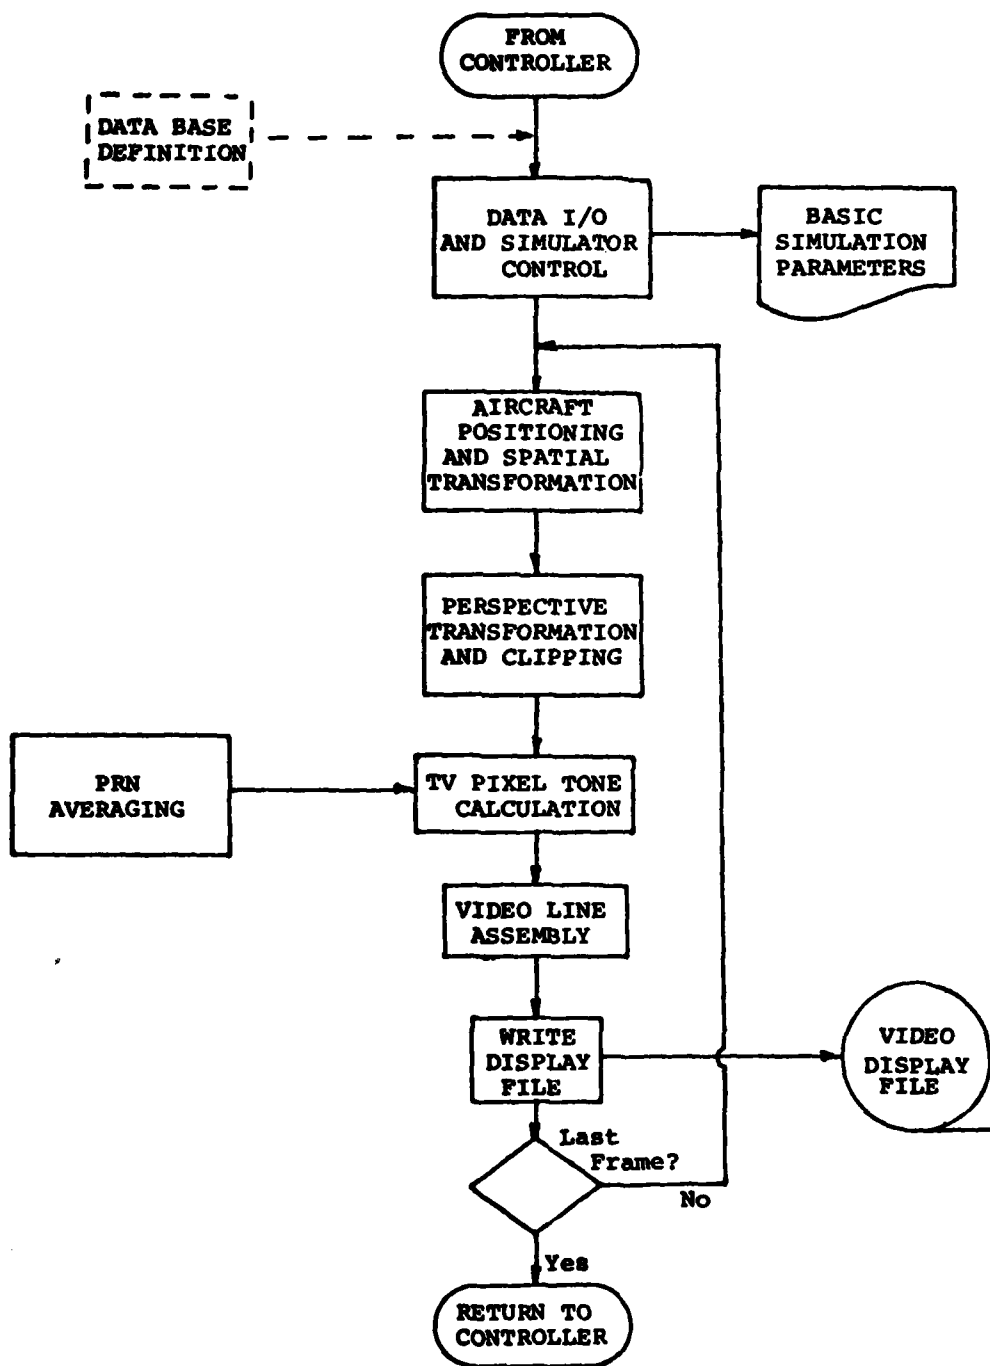 FROM
CONTROLLER
DATA BASE
DEFINITION
DATA I/O
AND SIMULATOR
CONTROL
BASIC
SIMULATION
PARAMETERS
AIRCRAFT
POSITIONING
AND SPATIAL
TRANSFORMATION
PERSPECTIVE
TRANSFORMATION
AND CLIPPING
PRN
AVERAGING
TV PIXEL TONE
CALCULATION
VIDEO LINE
ASSEMBLY
WRITE
DISPLAY
FILE
VIDEO
DISPLAY
FILE
Last
Frame?
No
Yes
RETURN TO
CONTROLLER